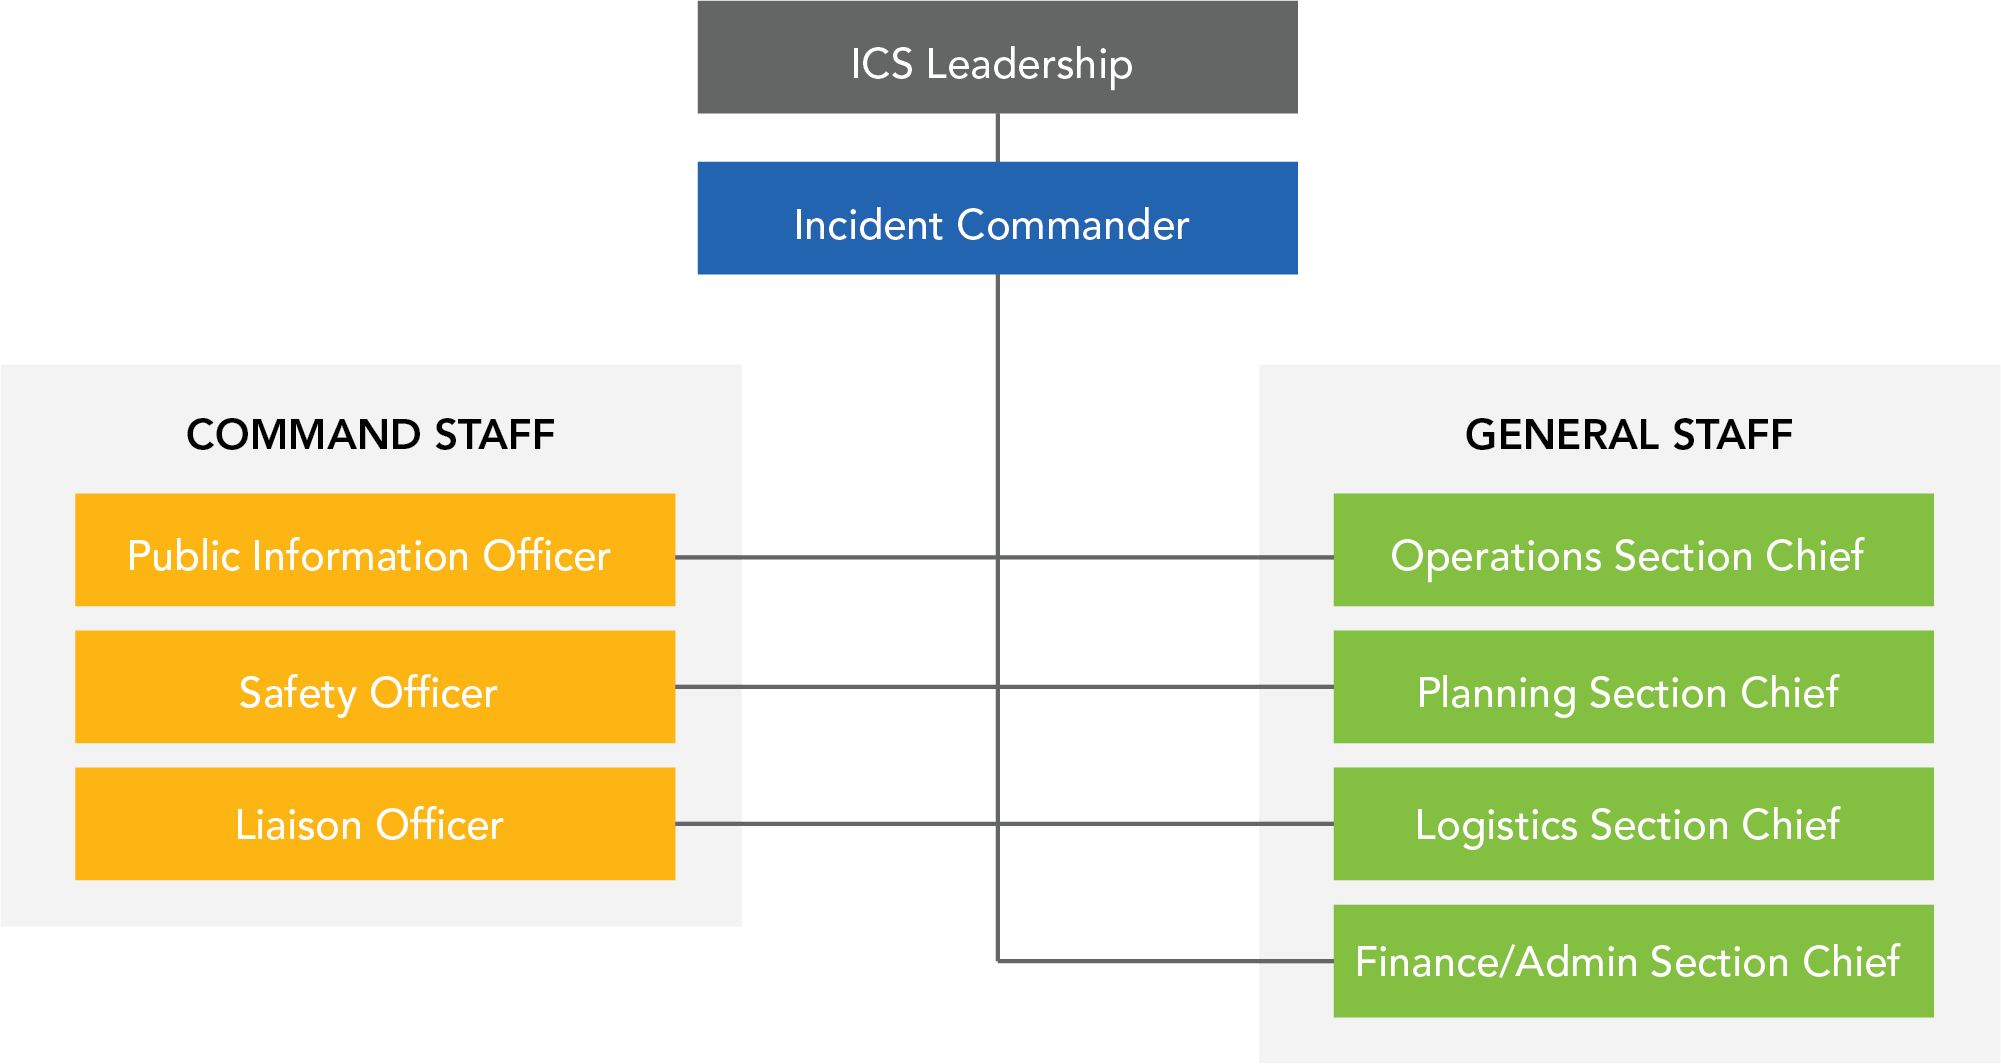 ICS Leadership
Incident Commander
COMMAND STAFF
Public Information Officer
Safety Officer
Liaison Officer
GENERAL STAFF
Operations Section Chief
Planning Section Chief
Logistics Section Chief
Finance/Admin Section Chief